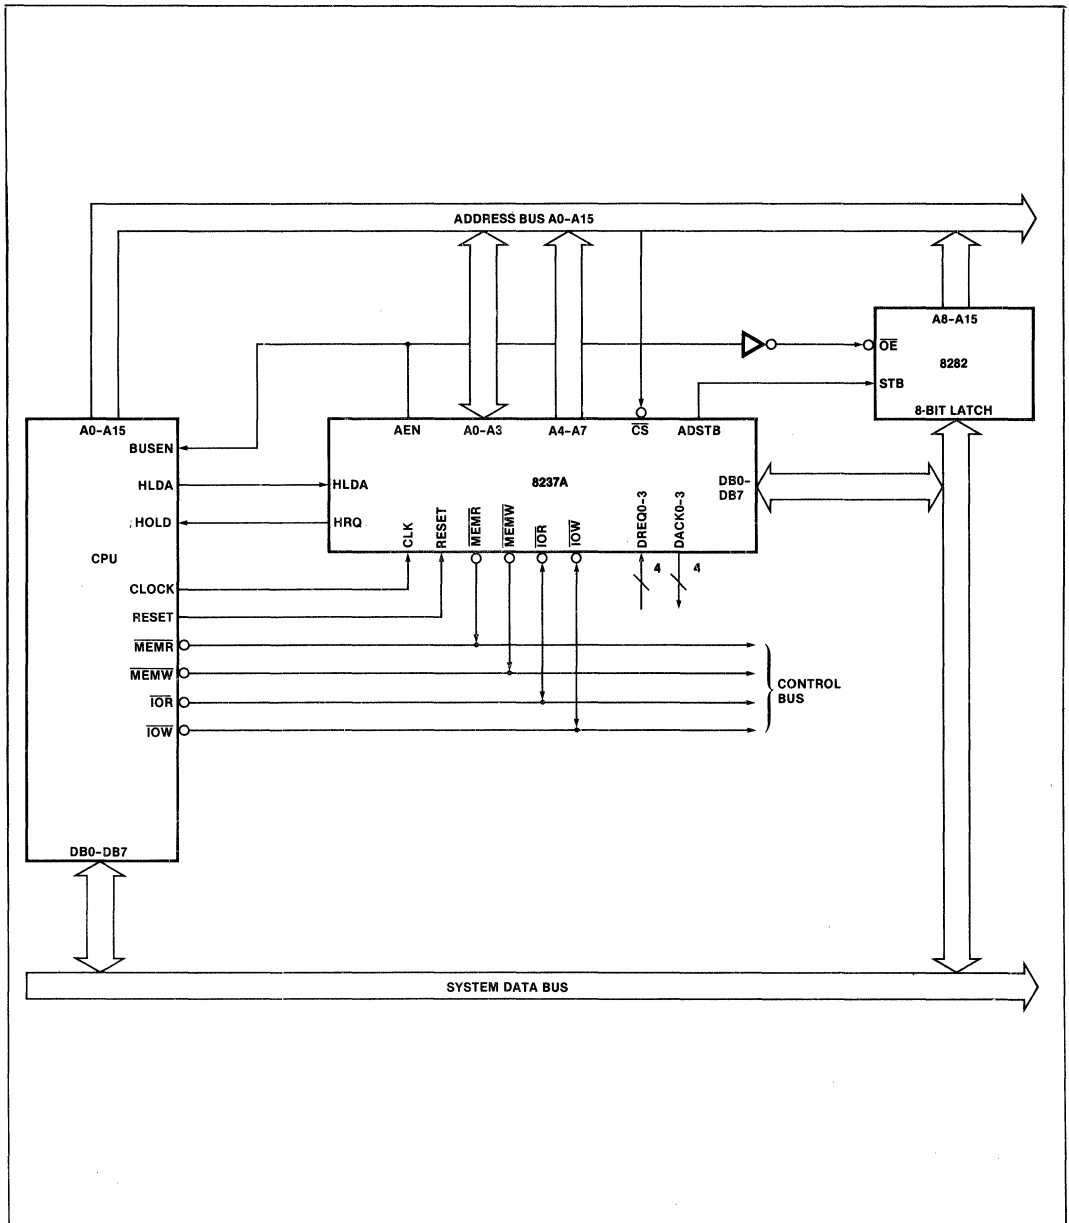 ADDRESS BUS A0-A15
A8-A15
OE
8282
STB
8-BIT LATCH
A0-A15
BUSEN
HLDA
HOLD
CPU
CLOCK
RESET
MEMR
MEMW
IOR
IOW
DB0-DB7
AEN
A0-A3
A4-A7
CS
ADSTB
HLDA
8237A
DB0-
DB7
HRQ
CLK
RESET
MEMR
MEMW
IOR
IOW
DREQ0-3
DACK0-3
4
4
CONTROL
BUS
SYSTEM DATA BUS